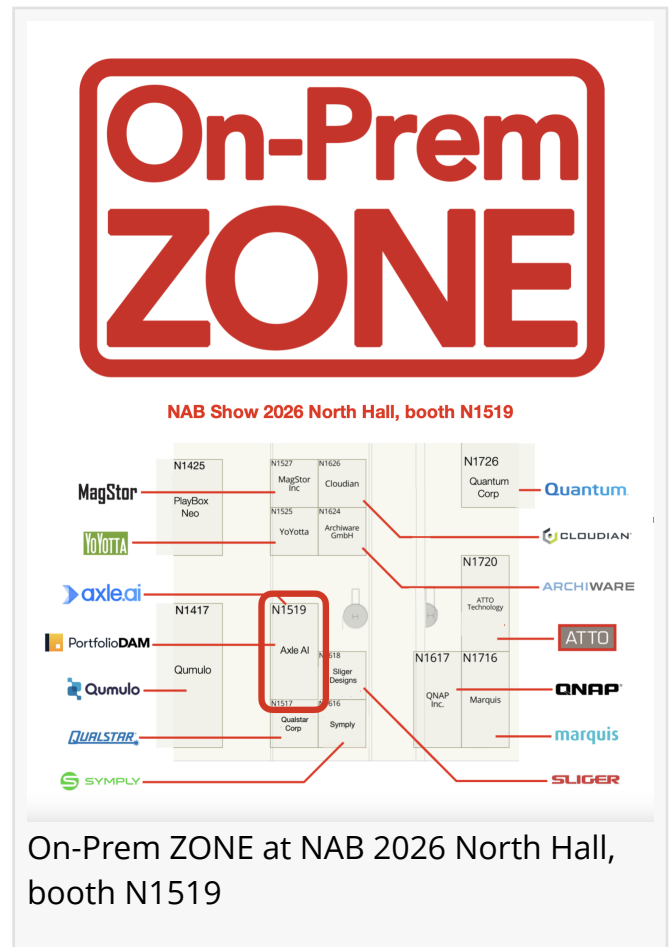 On-Prem
ZONE
NAB Show 2026 North Hall, booth N1519
N1425
PlayBox
Neo
N1527
MagStor
Inc
N1626
Cloudian
N1726
Quantum
Corp
MagStor
Quantum
N1525
YoYotta
N1624
Archiware
GmbH
YOYOTTA
CLOUDIAN
N1720
ATTO
Technology
axle.ai
ARCHIWARE
N1417
Qumulo
N1519
Axle AI
PortfolioDAM
ATTO
1618
Sliger
Designs
N1617
QNAP
Inc.
N1716
Marquis
Qumulo
QNAP
N1517
Qualstar
Corp
1616
Symply
QUALSTAR
marquis
SYMPLY
SLIGER
On-Prem ZONE at NAB 2026 North Hall,
booth N1519